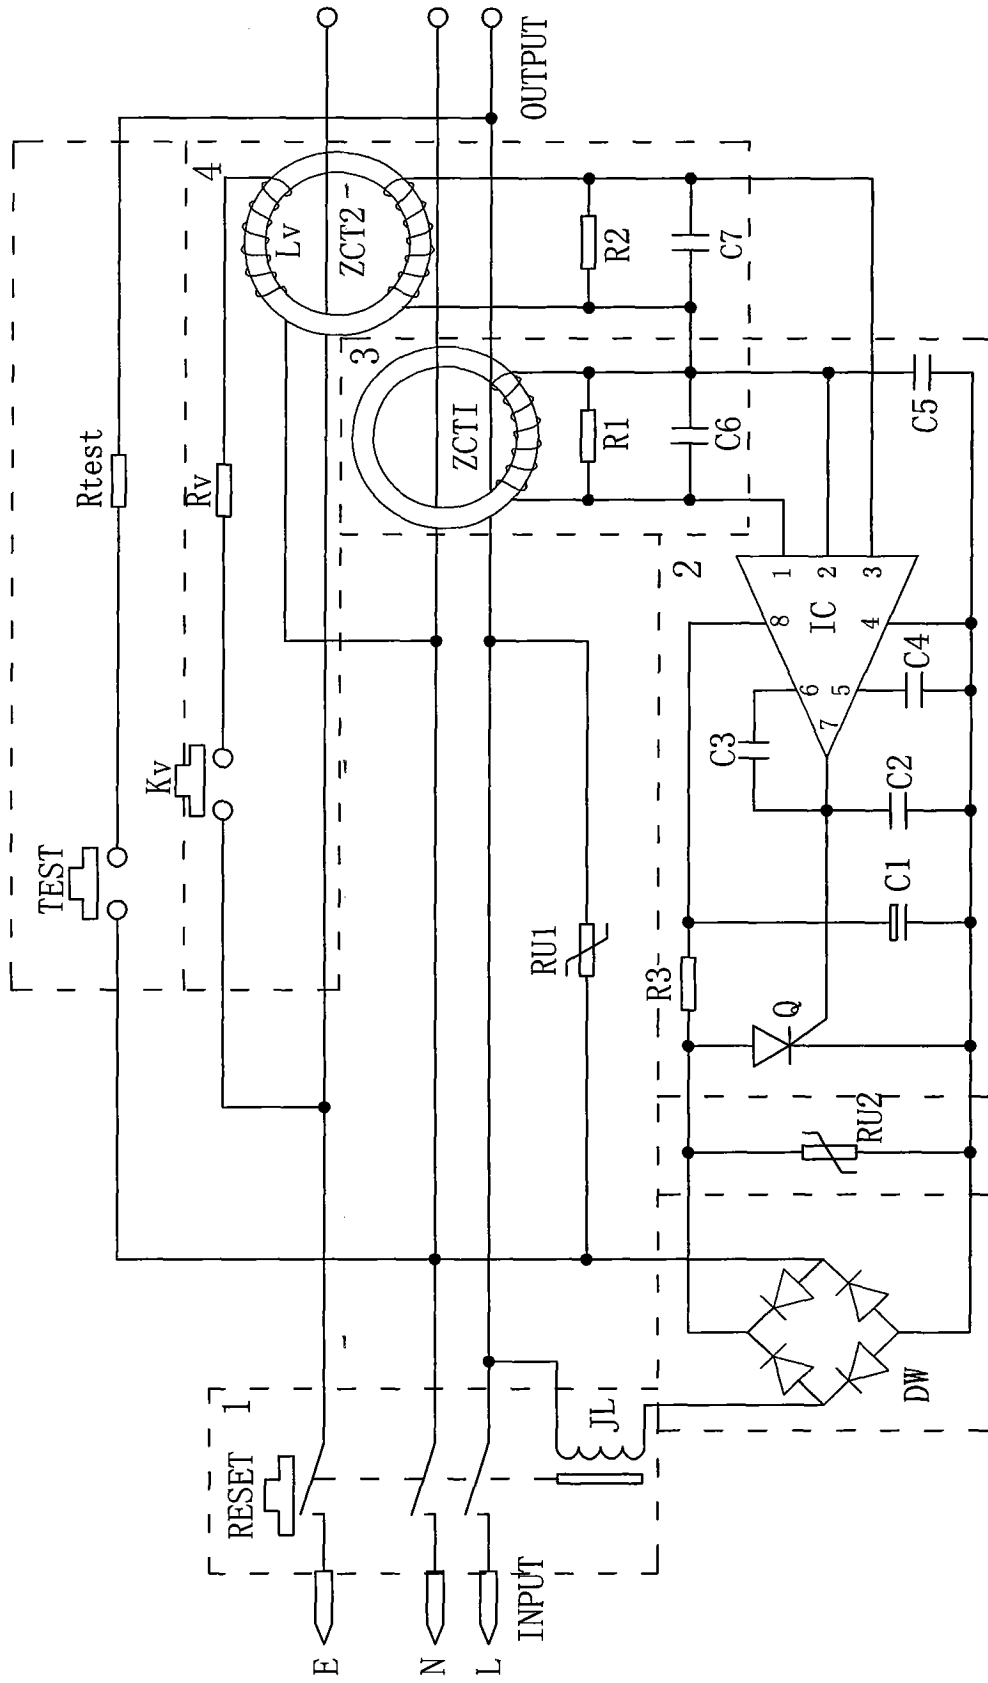 TEST
Rtest
Kv
Rv
4
RESET
1
Lv
ZCT2
3
E
N
L
INPUT
ZCT1
OUTPUT
JL
RU1
R1
R2
2
R3
C3
C6
C7
DW
RU2
Q
C1
C2
C4
C5
IC
1
2
3
4
5
6
7
8